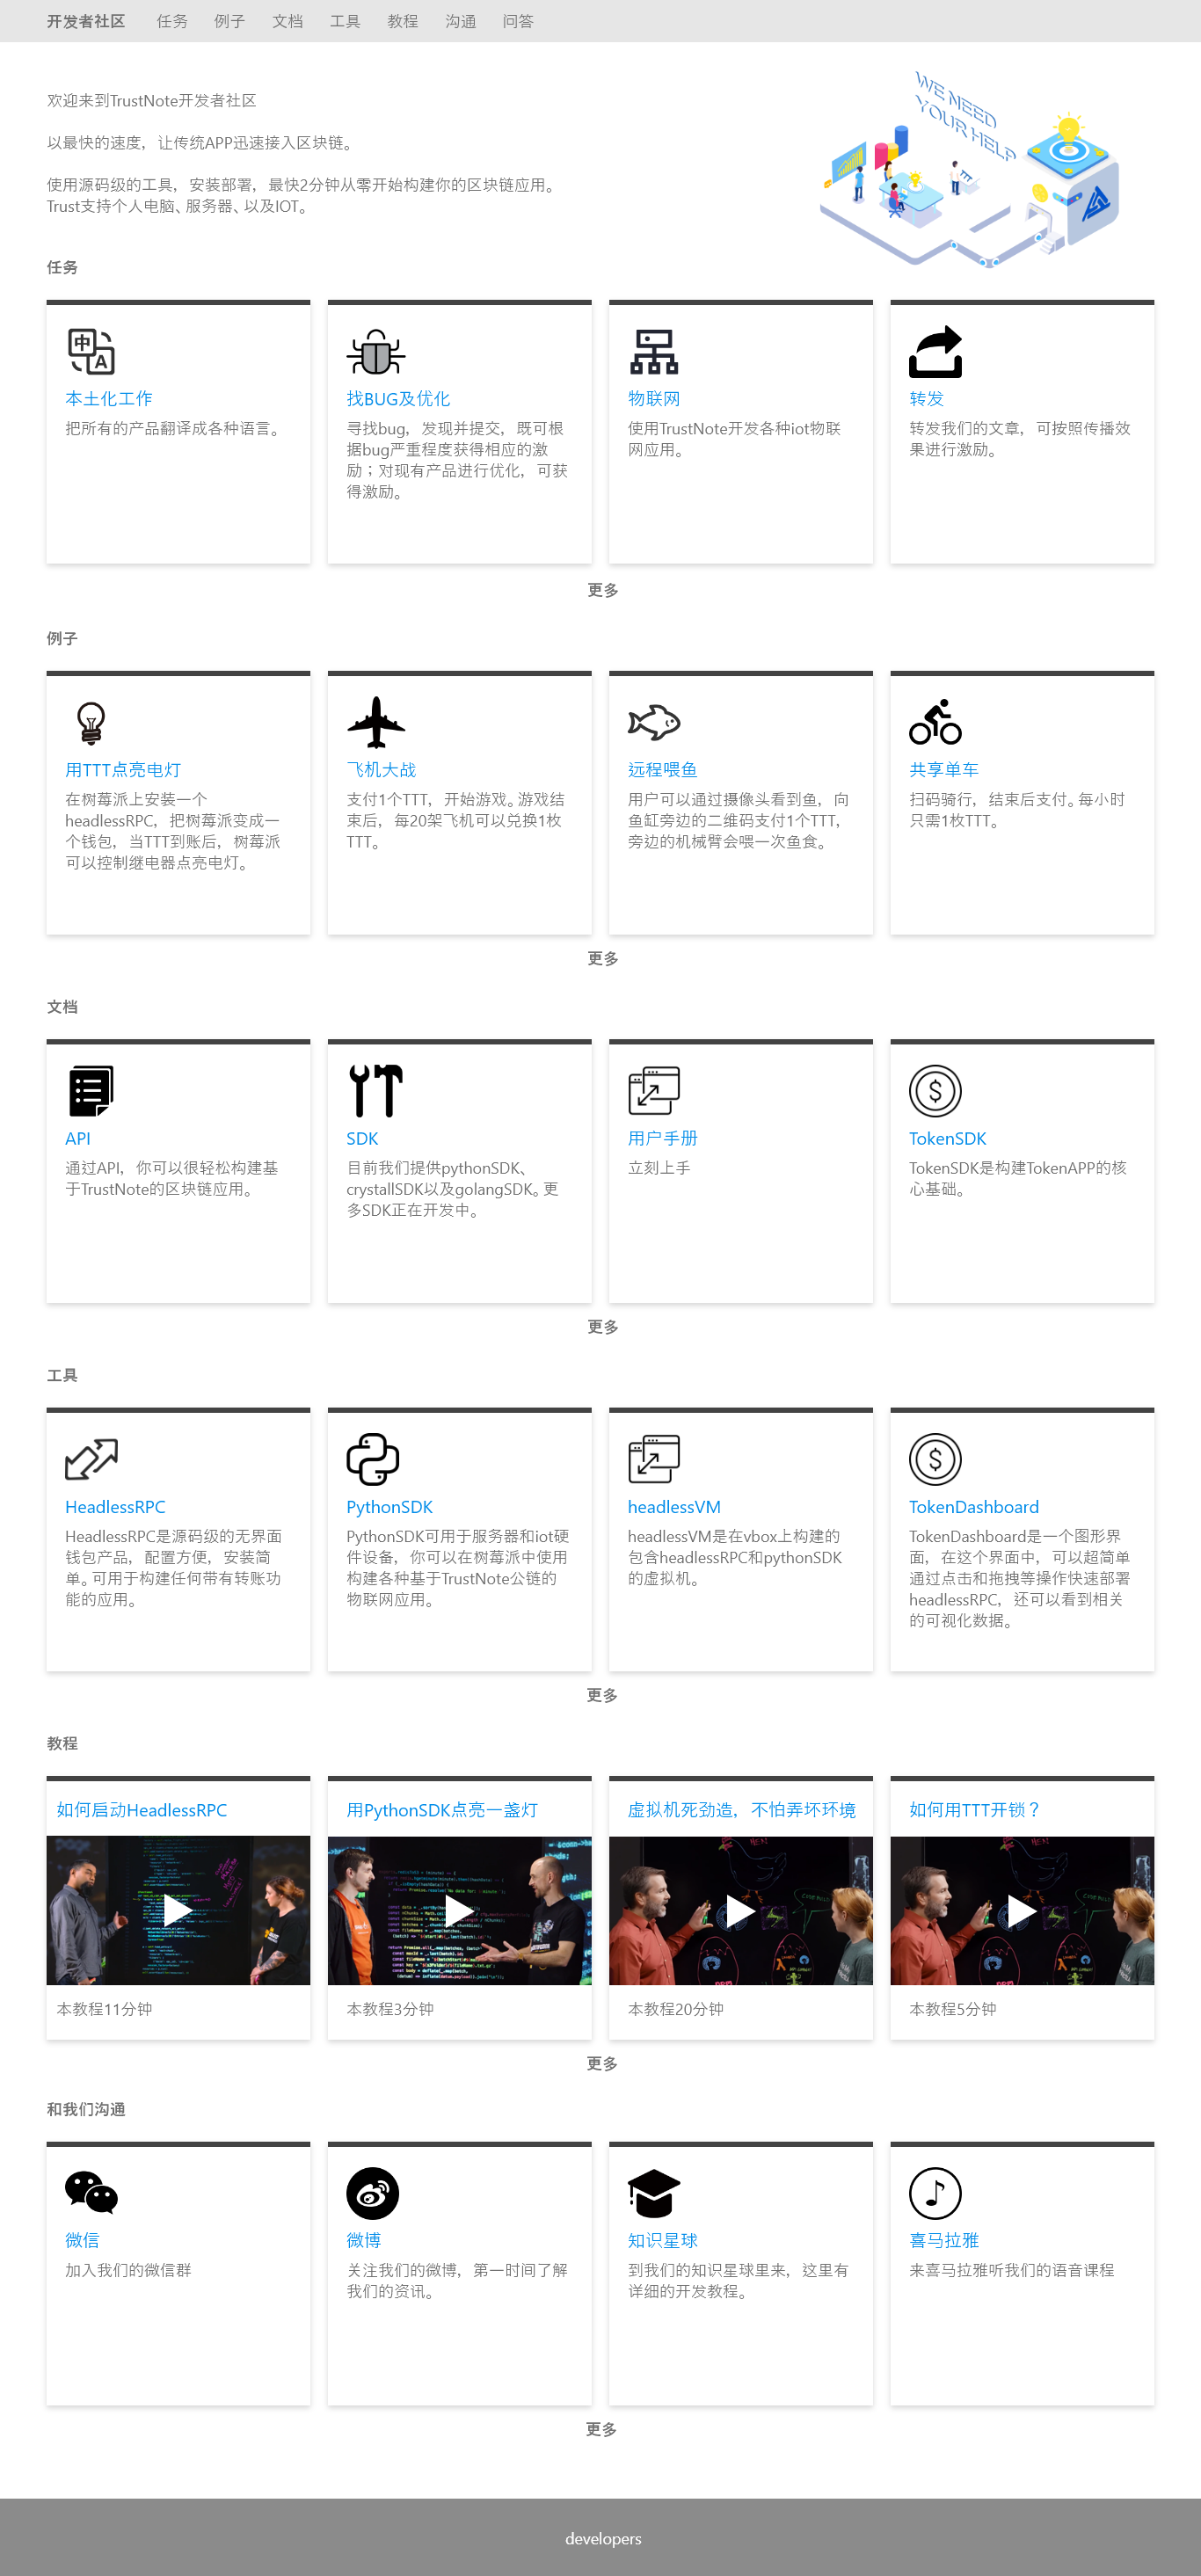 开发者社区 任务 例子 文档 工具 教程 沟通 问答
欢迎来到TrustNote开发者社区
以最快的速度，让传统APP迅速接入区块链。
使用源码级的工具，安装部署，最快2分钟从零开始构建你的区块链应用。
Trust支持个人电脑、服务器、以及IOT。
WE NEED
YOUR HELP
任务
本土化工作
把所有的产品翻译成各种语言。
找BUG及优化
寻找bug，发现并提交，既可根
据bug严重程度获得相应的激
励；对现有产品进行优化，可获
得激励。
物联网
使用TrustNote开发各种iot物联
网应用。
转发
转发我们的文章，可按照传播效
果进行激励。
更多
例子
用TTT点亮电灯
在树莓派上安装一个
headlessRPC，把树莓派变成一
个钱包，当TTT到账后，树莓派
可以控制继电器点亮电灯。
飞机大战
支付1个TTT，开始游戏。游戏结
束后，每20架飞机可以兑换1枚
TTT。
远程喂鱼
用户可以通过摄像头看到鱼，向
鱼缸旁边的二维码支付1个TTT，
旁边的机械臂会喂一次鱼食。
共享单车
扫码骑行，结束后支付。每小时
只需1枚TTT。
更多
文档
API
通过API，你可以很轻松构建基
于TrustNote的区块链应用。
SDK
目前我们提供pythonSDK、
crystallSDK以及golangSDK。更
多SDK正在开发中。
用户手册
立刻上手
TokenSDK
TokenSDK是构建TokenAPP的核
心基础。
更多
工具
HeadlessRPC
HeadlessRPC是源码级的无界面
钱包产品，配置方便，安装简
单。可用于构建任何带有转账功
能的应用。
PythonSDK
PythonSDK可用于服务器和iot硬
件设备，你可以在树莓派中使用
构建各种基于TrustNote公链的
物联网应用。
headlessVM
headlessVM是在vbox上构建的
包含headlessRPC和pythonSDK
的虚拟机。
TokenDashboard
TokenDashboard是一个图形界
面，在这个界面中，可以超简单
通过点击和拖拽等操作快速部署
headlessRPC，还可以看到相关
的可视化数据。
更多
教程
如何启动HeadlessRPC
本教程11分钟
用PythonSDK点亮一盏灯
本教程3分钟
虚拟机死劲造，不怕弄坏环境
本教程20分钟
如何用TTT开锁？
本教程5分钟
更多
和我们沟通
微信
加入我们的微信群
微博
关注我们的微博，第一时间了解
我们的资讯。
知识星球
到我们的知识星球里来，这里有
详细的开发教程。
喜马拉雅
来喜马拉雅听我们的语音课程
更多
developers